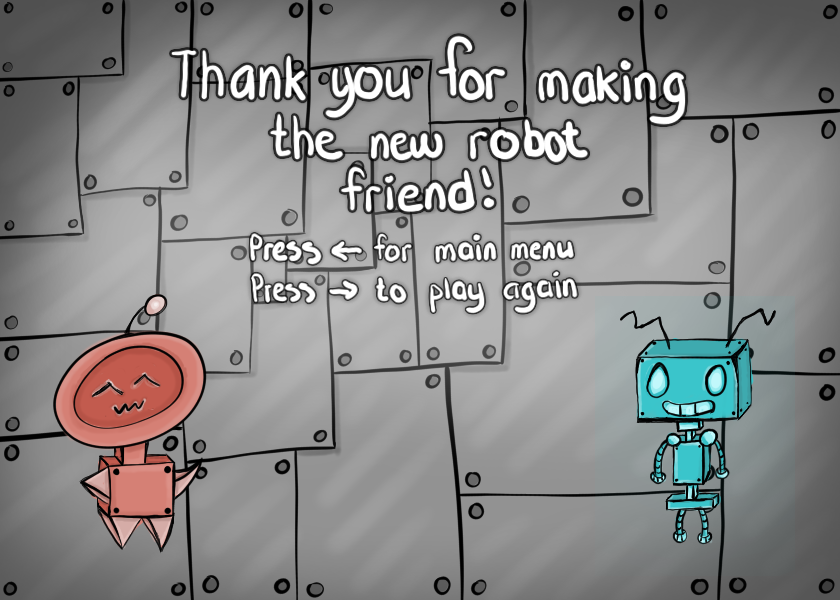 Thank you for making
the new robot
friend!
Press ← for main menu
Press → to play again